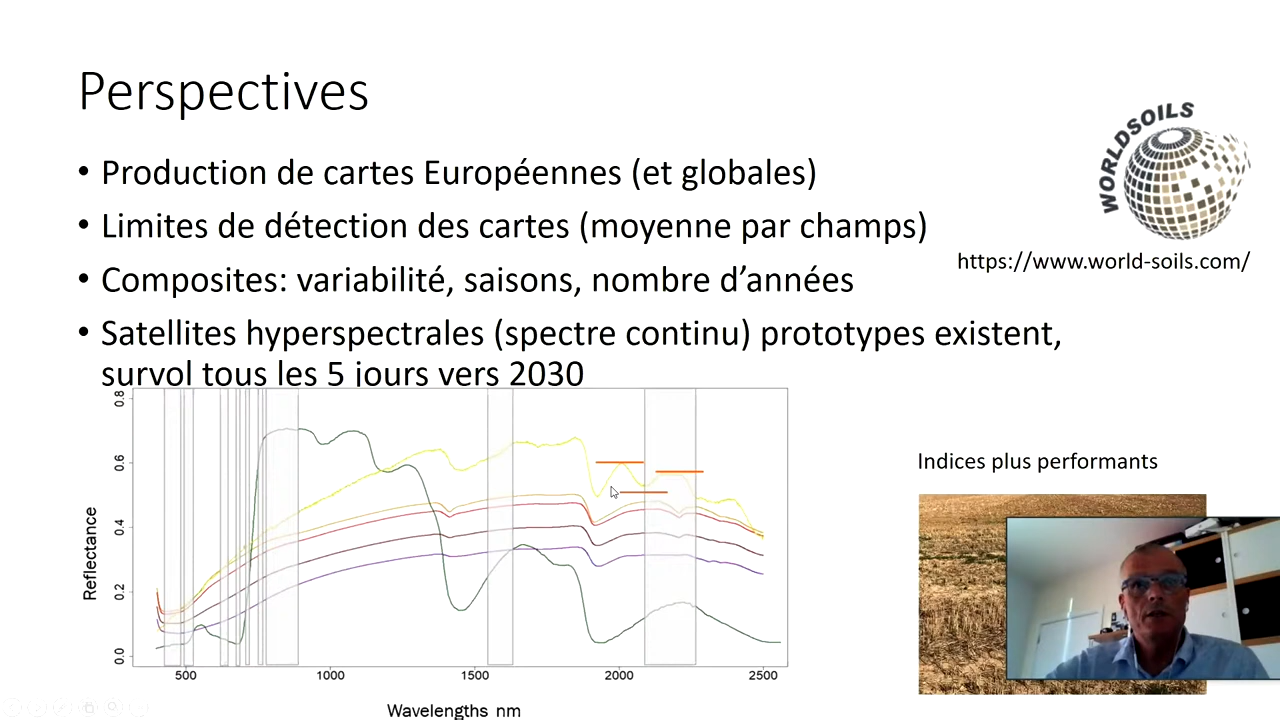 Perspectives
• Production de cartes Européennes (et globales)
• Limites de détection des cartes (moyenne par champs)
• Composites: variabilité, saisons, nombre d’années
• Satellites hyperspectrales (spectre continu) prototypes existent,
survol tous les 5 jours vers 2030
WORLDSOILS
https://www.world-soils.com/
Indices plus performants
Reflectance
0.8
0.6
0.4
0.2
0.0
500 1000 1500 2000 2500
Wavelengths nm